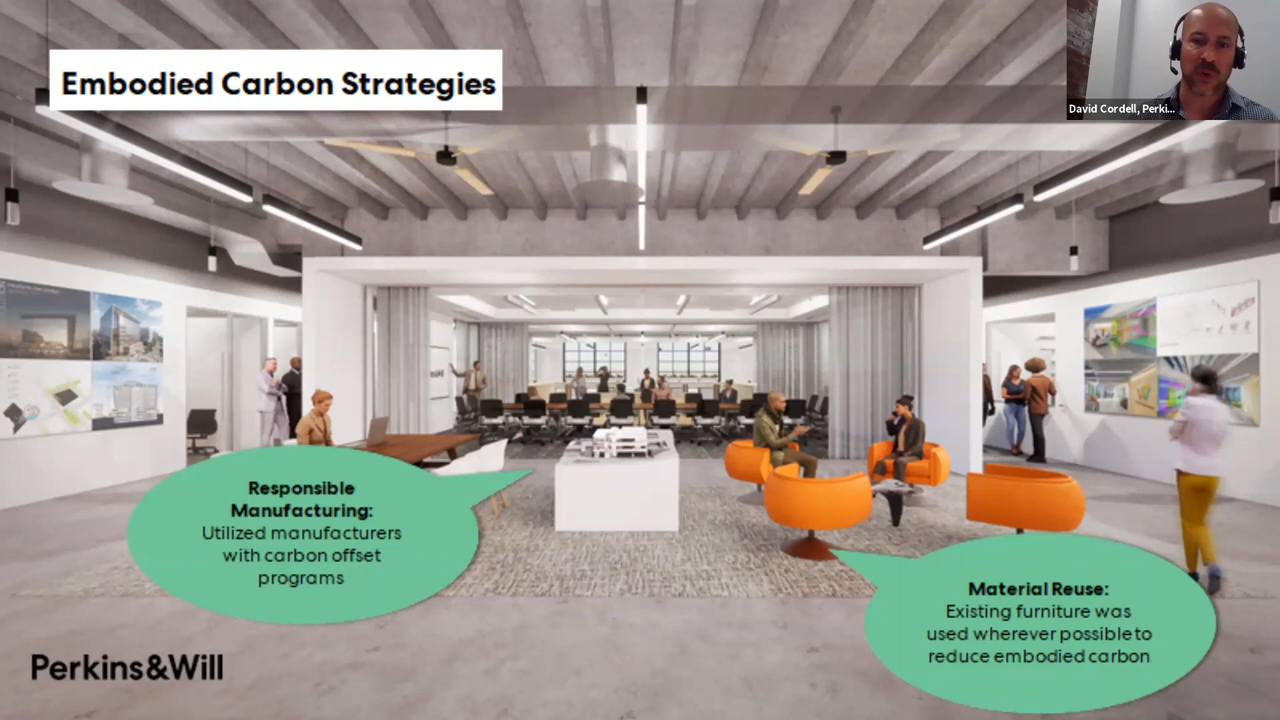 Embodied Carbon Strategies
David Cordell, Perki...
Responsible
Manufacturing:
Utilized manufacturers
with carbon offset
programs
Material Reuse:
Existing furniture was
used wherever possible to
reduce embodied carbon
Perkins&Will